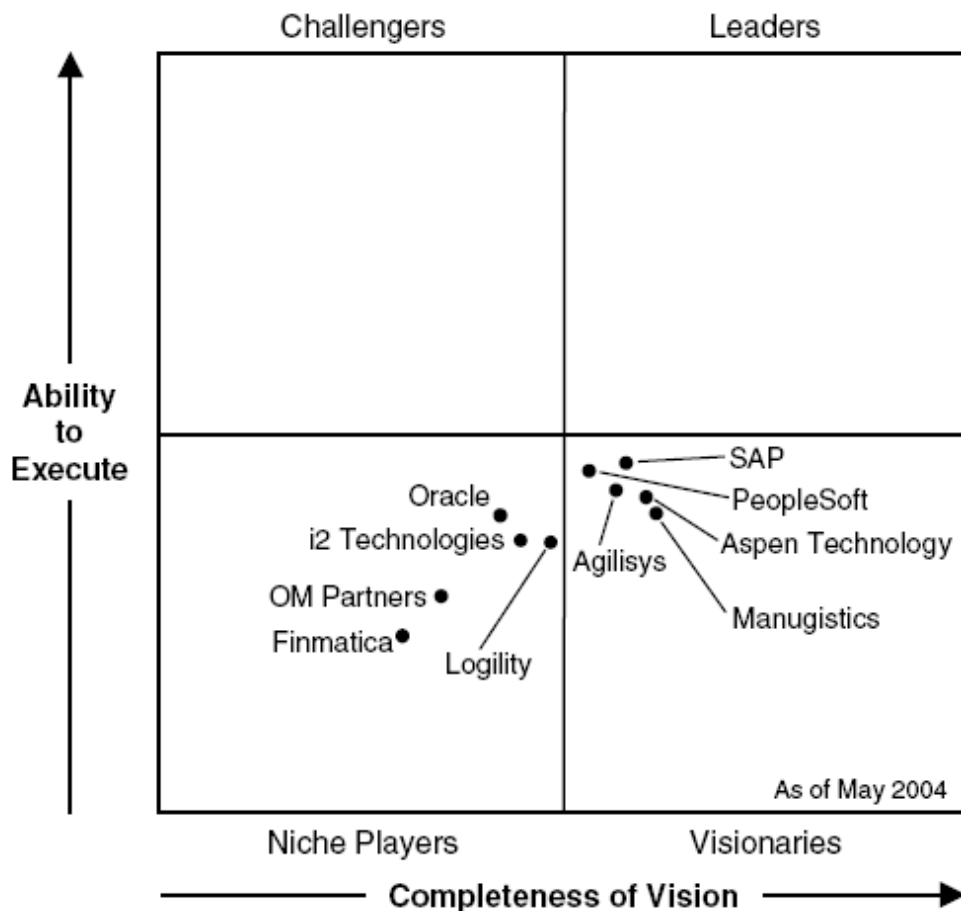 Challengers
Leaders
Ability
to
Execute
SAP
PeopleSoft
Oracle
i2 Technologies
Aspen Technology
Agilisys
OM Partners
Manugistics
Finmatica
Logility
As of May 2004
Niche Players
Visionaries
Completeness of Vision